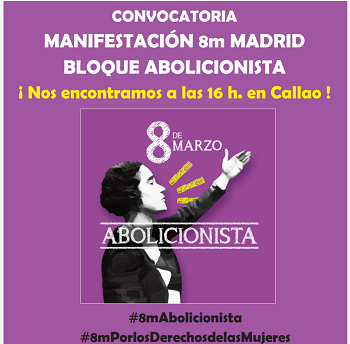 CONVOCATORIA
MANIFESTACIÓN 8m MADRID
BLOQUE ABOLICIONISTA
¡ Nos encontramos a las 16 h. en Callao !
8 DE
MARZO
ABOLICIONISTA
#8mAbolicionista
#8mPorlosDerechosdelasMujeres